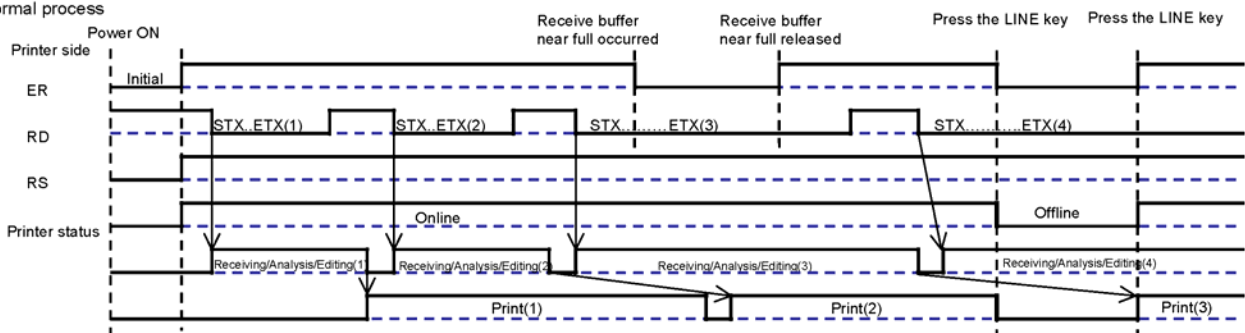 ormal process
Power ON
Receive buffer
near full occurred
Receive buffer
near full released
Press the LINE key
Press the LINE key
Printer side
Initial
ER
STX..ETX(1)
STX..ETX(2)
STX.........ETX(3)
STX...........ETX(4)
RD
RS
Online
Offline
Printer status
Receiving/Analysis/Editing(1)
Receiving/Analysis/Editing(2)
Receiving/Analysis/Editing(3)
Receiving/Analysis/Editing(4)
Print(1)
Print(2)
Print(3)